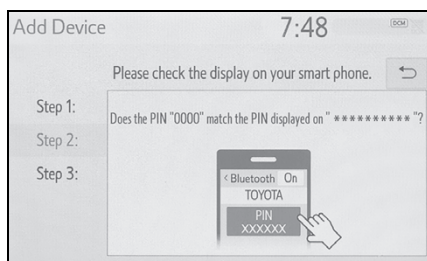 Add Device
7:48
DCM
Please check the display on your smart phone.
Step 1:
Does the PIN "0000" match the PIN displayed on " ********** "?
Step 2:
Step 3:
< Bluetooth On
TOYOTA
PIN
XXXXXX